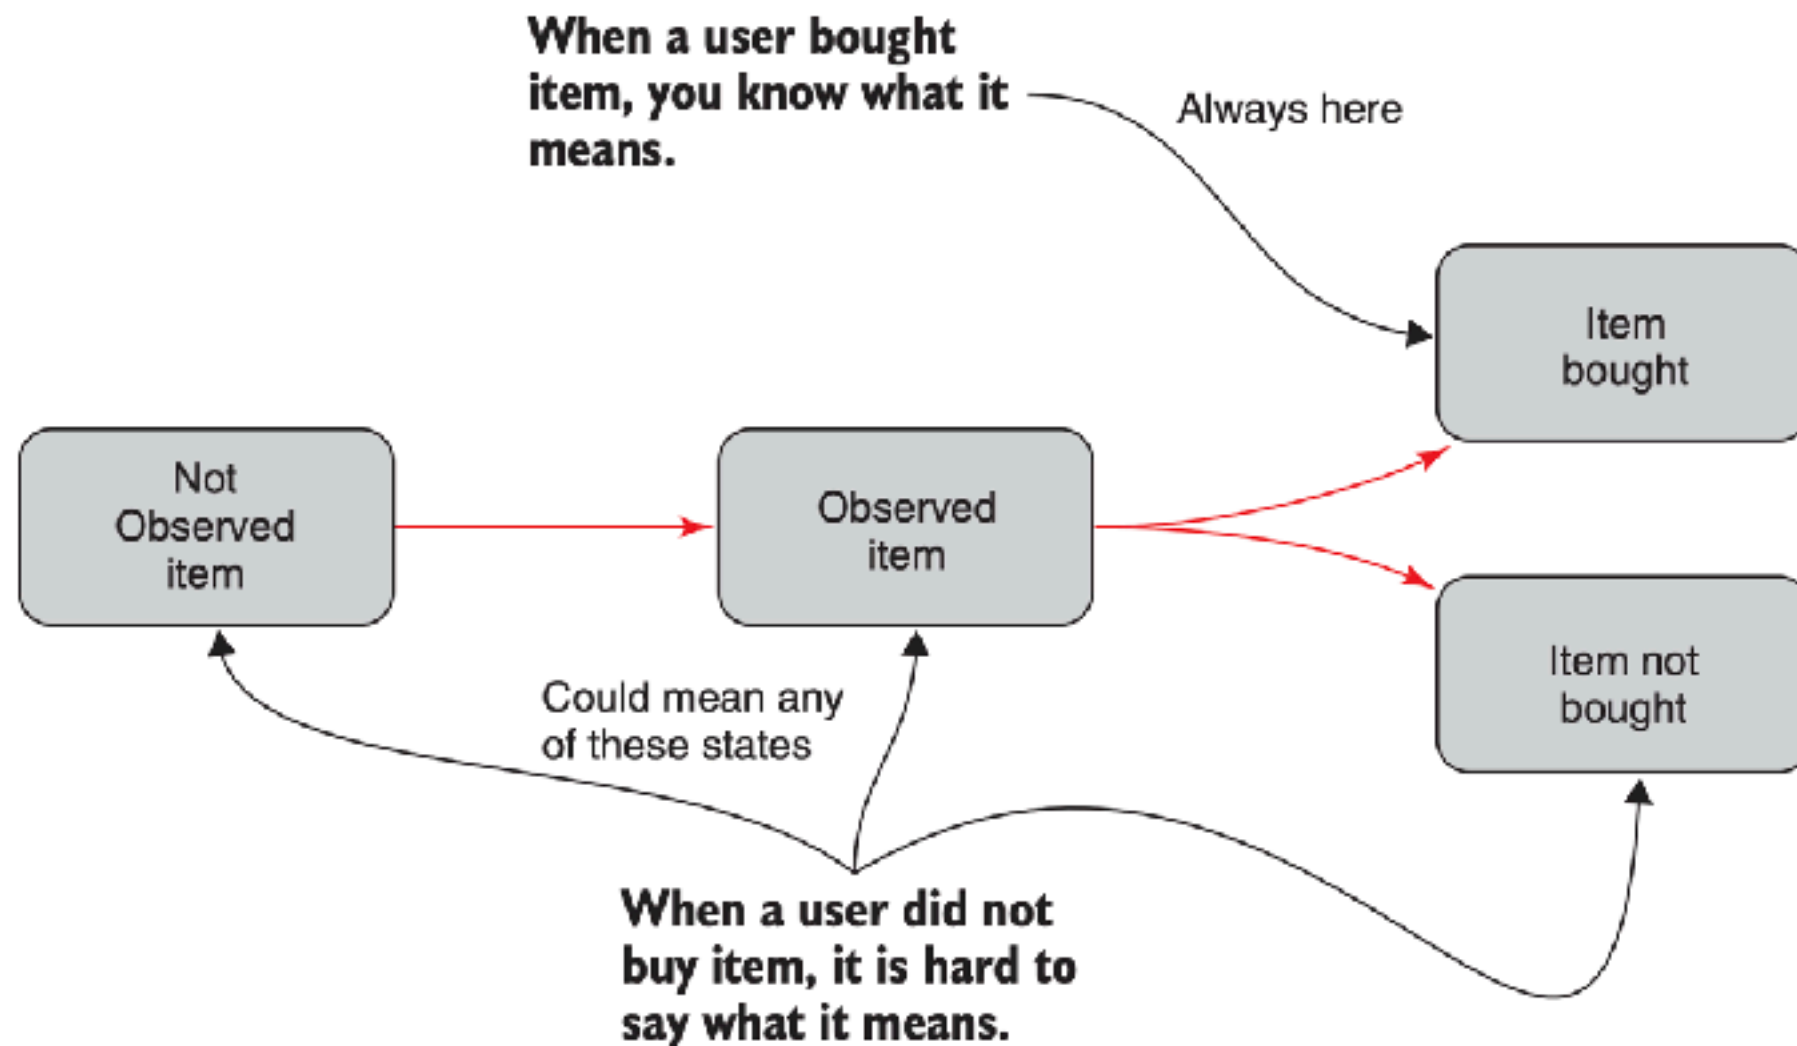 When a user bought
item, you know what it
means.
Always here
Item
bought
Not
Observed
item
Observed
item
Item not
bought
Could mean any
of these states
When a user did not
buy item, it is hard to
say what it means.